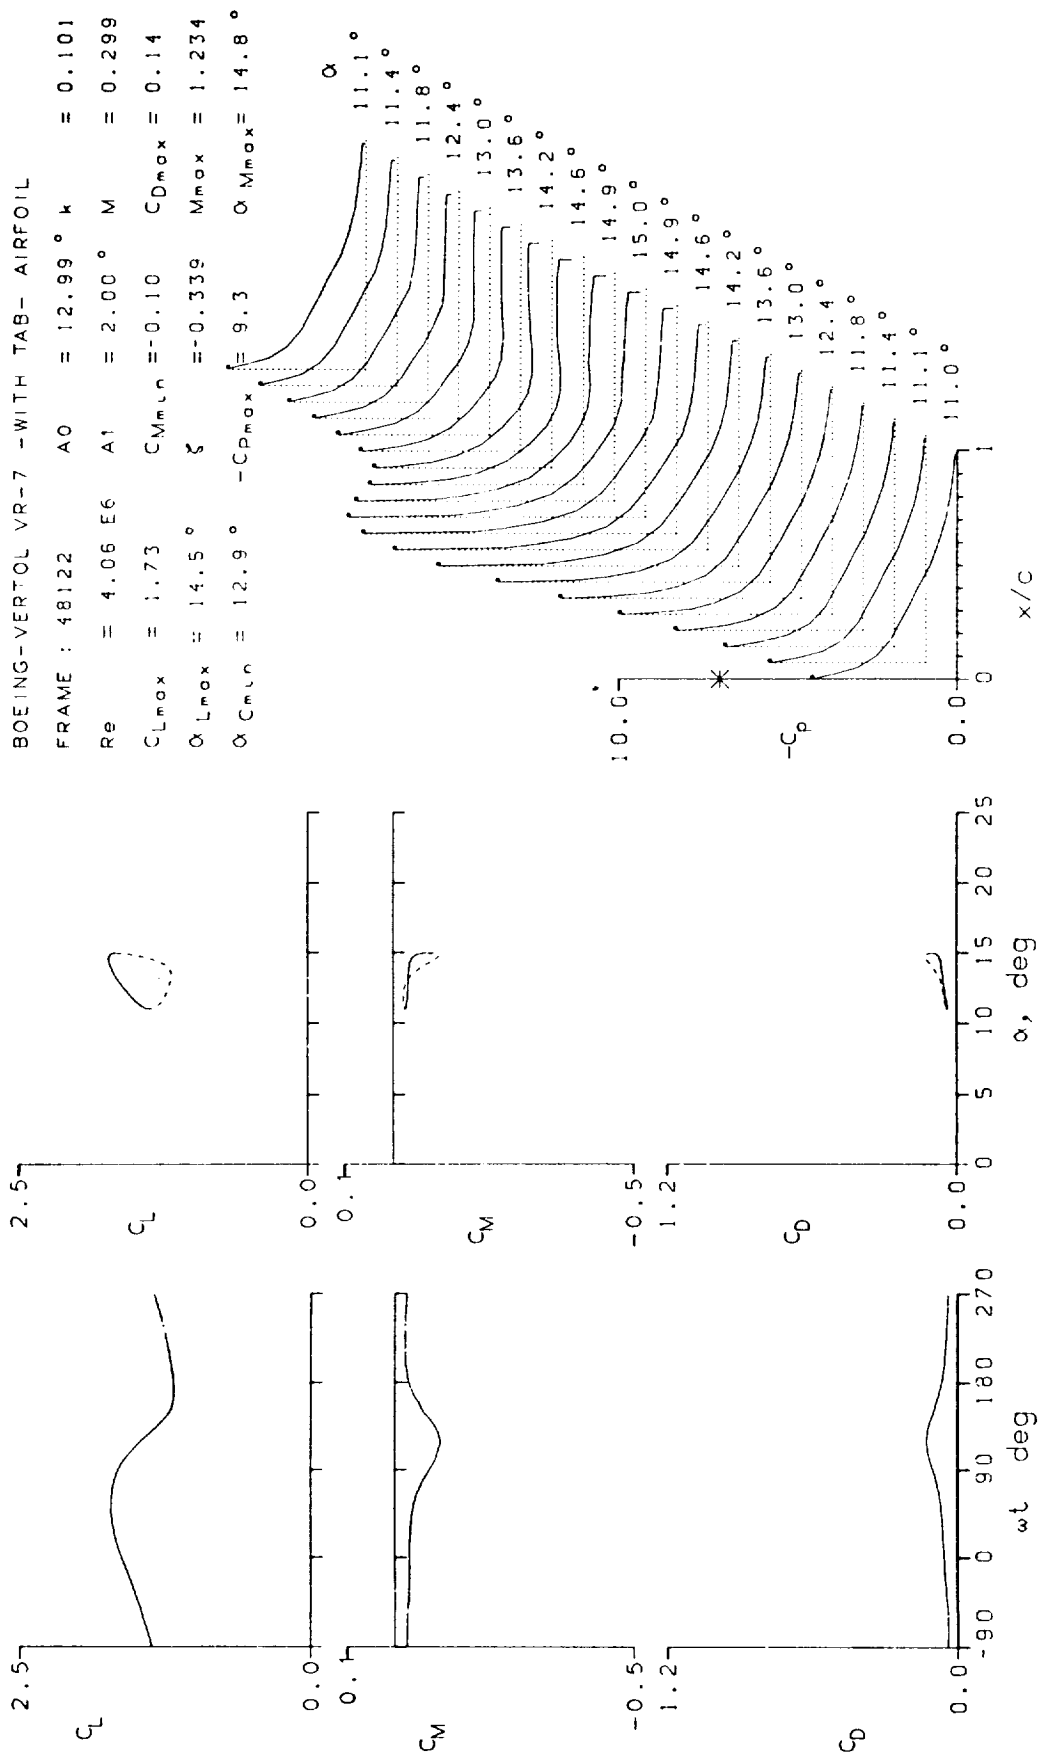 BOEING-VERTOL VR-7 -WITH TAB- AIRFOIL
FRAME : 48122 A0 = 12.99° k = 0.101
Re = 4.06 E6 A1 = 2.00° M = 0.299
CLmax = 1.73 CMmin =-0.10 CDmax = 0.14
αLmax = 14.5° ζ =-0.339 Mmax = 1.234
αCmin = 12.9° -CPmax = 9.3 αMmax = 14.8°
2.5
CL
0.0
0.1
CM
-0.5
1.2
CD
0.0
-90 0 90 180 270
ωt deg
2.5
CL
0.0
0.1
CM
-0.5
1.2
CD
0.0
0 5 10 15 20 25
α, deg
α
11.1°
11.4°
11.8°
12.4°
13.0°
13.6°
14.2°
14.6°
14.9°
15.0°
14.9°
14.6°
14.2°
13.6°
13.0°
12.4°
11.8°
11.4°
11.1°
11.0°
10.0
-Cp
0.0
0 1
x/c